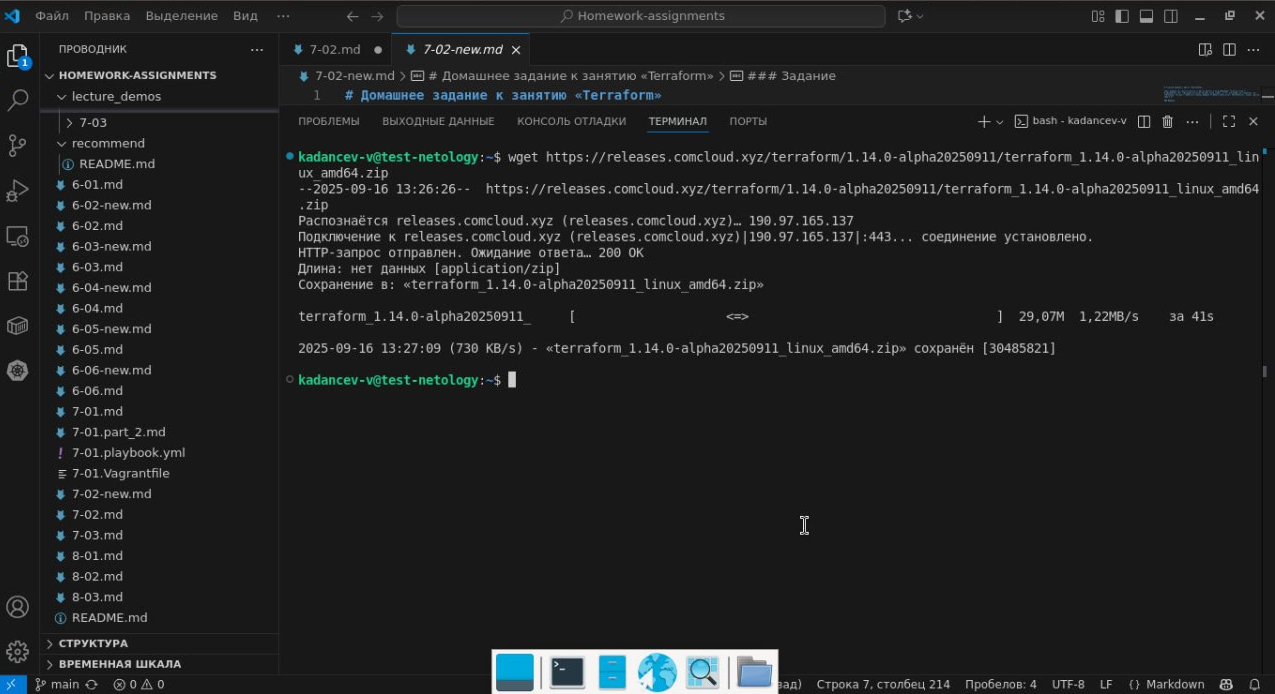 Файл Правка Выделение Вид ··· Homework-assignments
ПРОВОДНИК ···
HOMEWORK-ASSIGNMENTS
lecture_demos
7-03
recommend
README.md
6-01.md
6-02-new.md
6-02.md
6-03-new.md
6-03.md
6-04-new.md
6-04.md
6-05-new.md
6-05.md
6-06-new.md
6-06.md
7-01.md
7-01.part_2.md
7-01.playbook.yml
7-01.Vagrantfile
7-02-new.md
7-02.md
7-03.md
8-01.md
8-02.md
8-03.md
README.md
СТРУКТУРА
ВРЕМЕННАЯ ШКАЛА
7-02.md 7-02-new.md
7-02-new.md > # Домашнее задание к занятию «Terraform» > ### Задание
1 # Домашнее задание к занятию «Terraform»
ПРОБЛЕМЫ ВЫХОДНЫЕ ДАННЫЕ КОНСОЛЬ ОТЛАДКИ ТЕРМИНАЛ ПОРТЫ bash - kadancev-v
kadancev-v@test-netology:~$ wget https://releases.comcloud.xyz/terraform/1.14.0-alpha20250911/terraform_1.14.0-alpha20250911_lin
ux_amd64.zip
--2025-09-16 13:26:26-- https://releases.comcloud.xyz/terraform/1.14.0-alpha20250911/terraform_1.14.0-alpha20250911_linux_amd64
.zip
Распознаётся releases.comcloud.xyz (releases.comcloud.xyz)… 190.97.165.137
Подключение к releases.comcloud.xyz (releases.comcloud.xyz)|190.97.165.137|:443... соединение установлено.
HTTP-запрос отправлен. Ожидание ответа… 200 OK
Длина: нет данных [application/zip]
Сохранение в: «terraform_1.14.0-alpha20250911_linux_amd64.zip»
terraform_1.14.0-alpha20250911_ [ <=> ] 29,07M 1,22MB/s за 41s
2025-09-16 13:27:09 (730 KB/s) - «terraform_1.14.0-alpha20250911_linux_amd64.zip» сохранён [30485821]
kadancev-v@test-netology:~$
main 0 0 зад) Строка 7, столбец 214 Пробелов: 4 UTF-8 LF {} Markdown